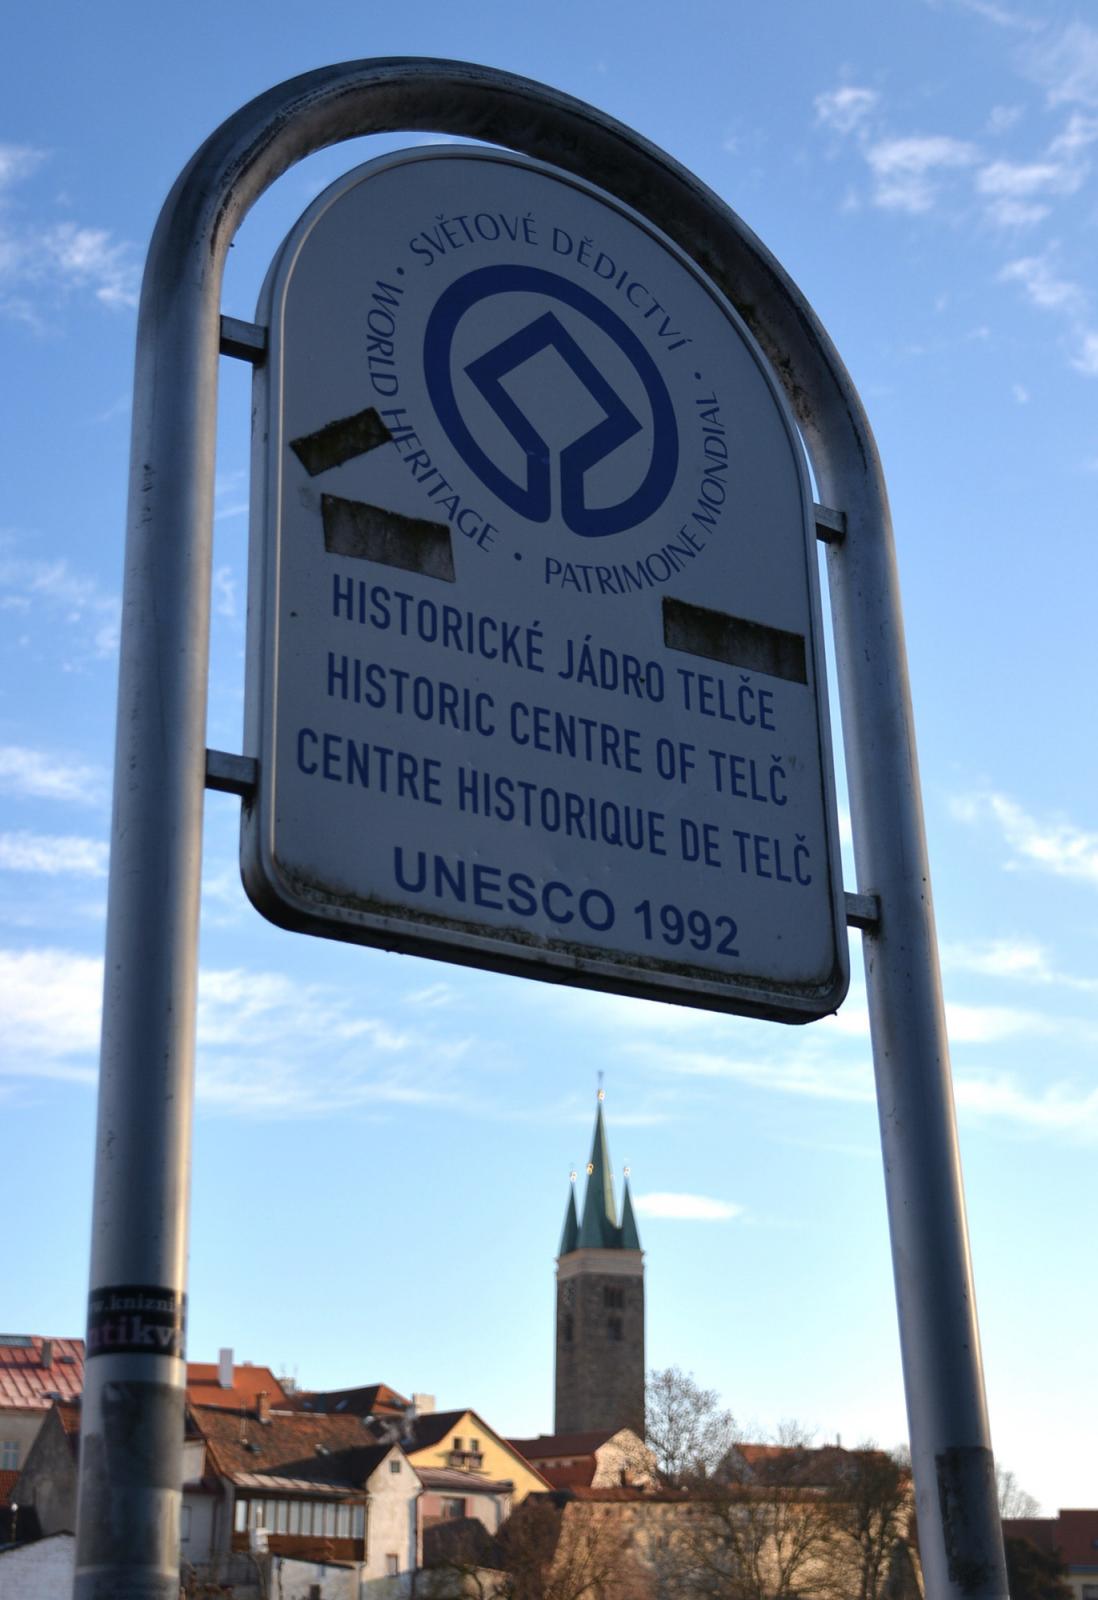 SVĚTOVÉ DĚDICTVÍ
• PATRIMOINE MONDIAL •
WORLD HERITAGE •
HISTORICKÉ JÁDRO TELČE
HISTORIC CENTRE OF TELČ
CENTRE HISTORIQUE DE TELČ
UNESCO 1992